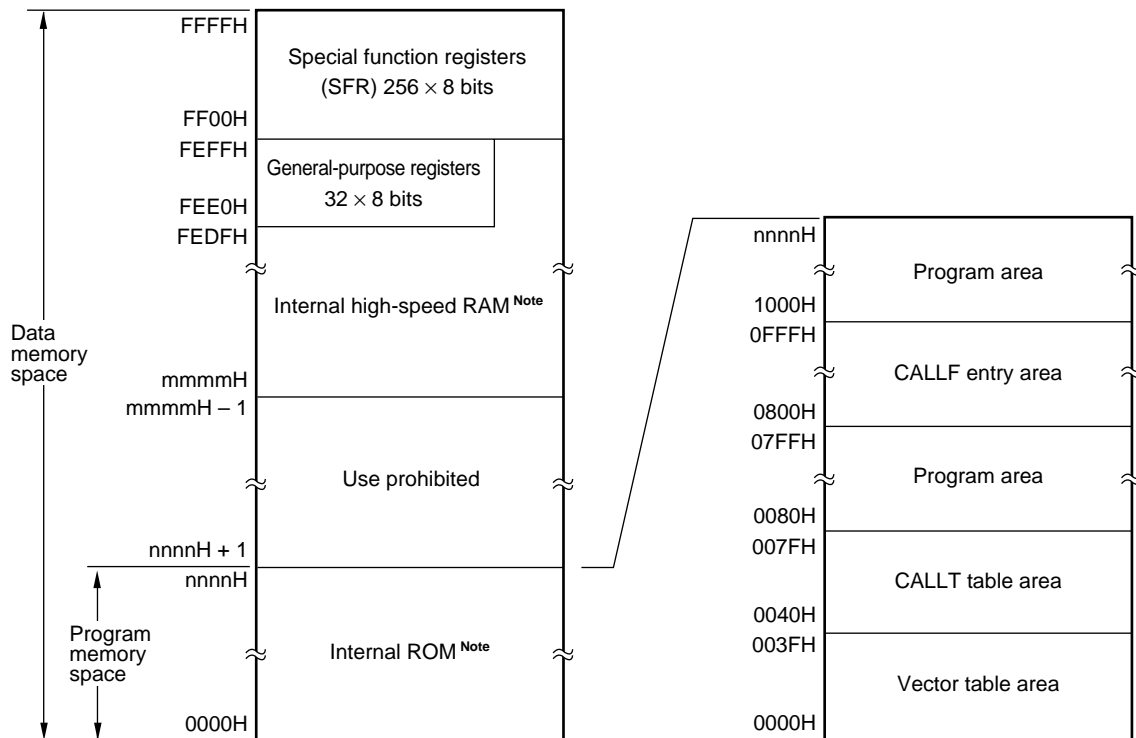 FFFFH
Special function registers
(SFR) 256 × 8 bits
FF00H
FEFFH
General-purpose registers
32 × 8 bits
FEE0H
FEDFH
Internal high-speed RAM Note
mmmmH
mmmmH – 1
Use prohibited
nnnnH + 1
nnnnH
Internal ROM Note
0000H
Data
memory
space
Program
memory
space
nnnnH
Program area
1000H
0FFFH
CALLF entry area
0800H
07FFH
Program area
0080H
007FH
CALLT table area
0040H
003FH
Vector table area
0000H